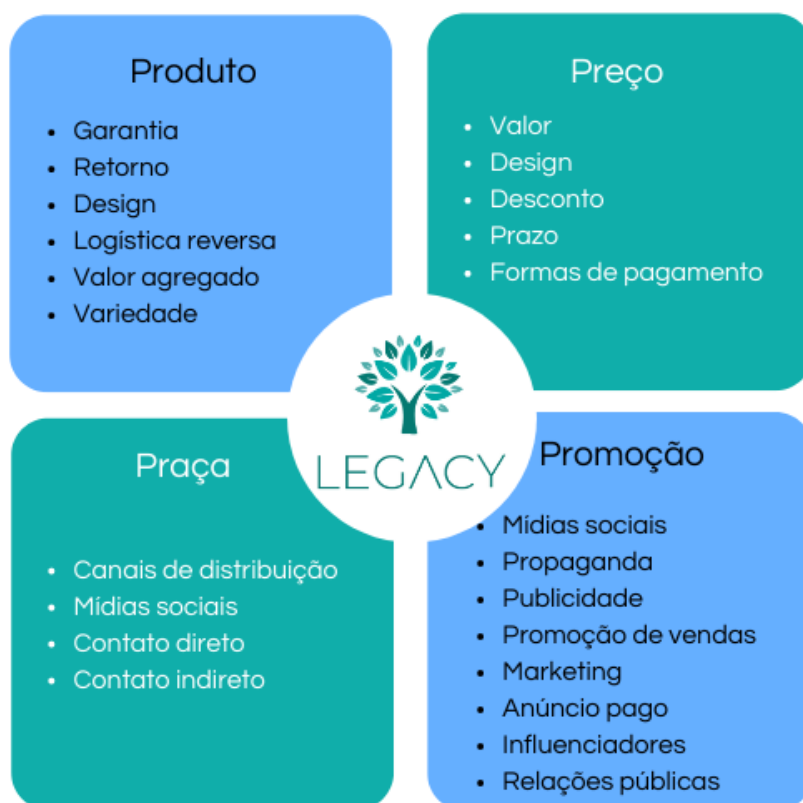 Produto
Garantia
Retorno
Design
Logística reversa
Valor agregado
Variedade
Preço
Valor
Design
Desconto
Prazo
Formas de pagamento
LEGACY
Praça
Canais de distribuição
Mídias sociais
Contato direto
Contato indireto
Promoção
Mídias sociais
Propaganda
Publicidade
Promoção de vendas
Marketing
Anúncio pago
Influenciadores
Relações públicas